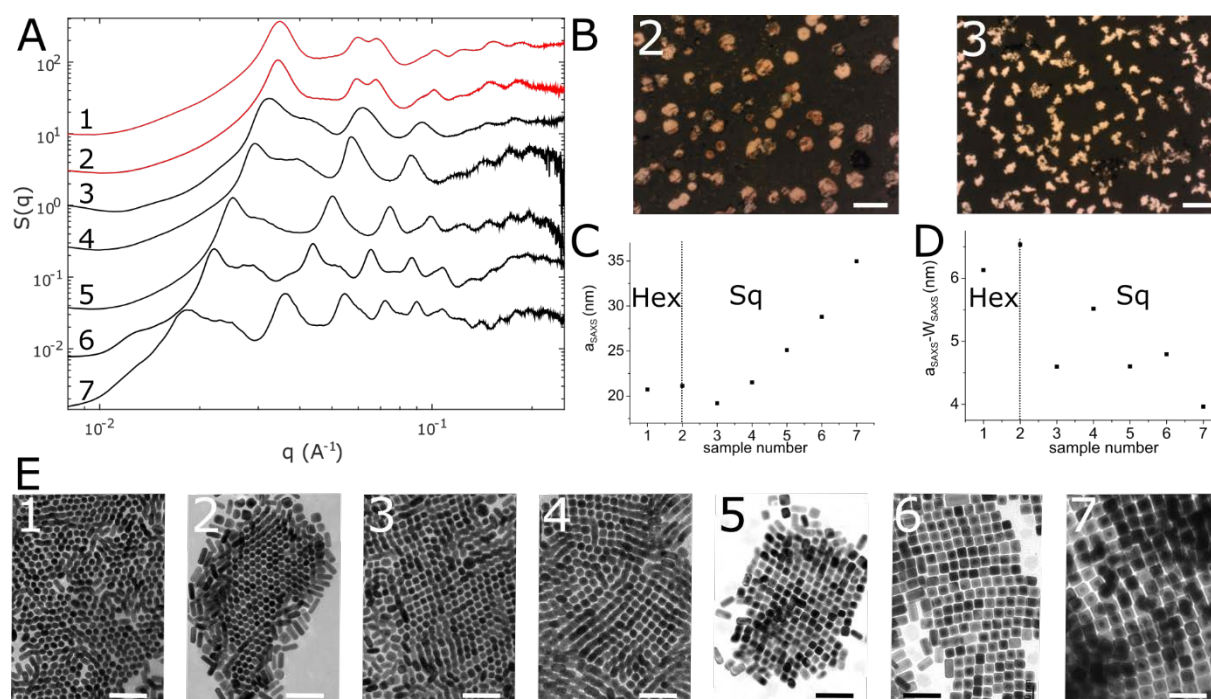 A
S(q)
10²
10¹
10⁰
10⁻¹
10⁻²
1
2
3
4
5
6
7
10⁻²
10⁻¹
q (A⁻¹)
B
2
3
C
a_SAXS (nm)
35
30
25
20
Hex
Sq
1 2 3 4 5 6 7
sample number
D
a_SAXS-W_SAXS (nm)
6
5
4
Hex
Sq
1 2 3 4 5 6 7
sample number
E
1
2
3
4
5
6
7